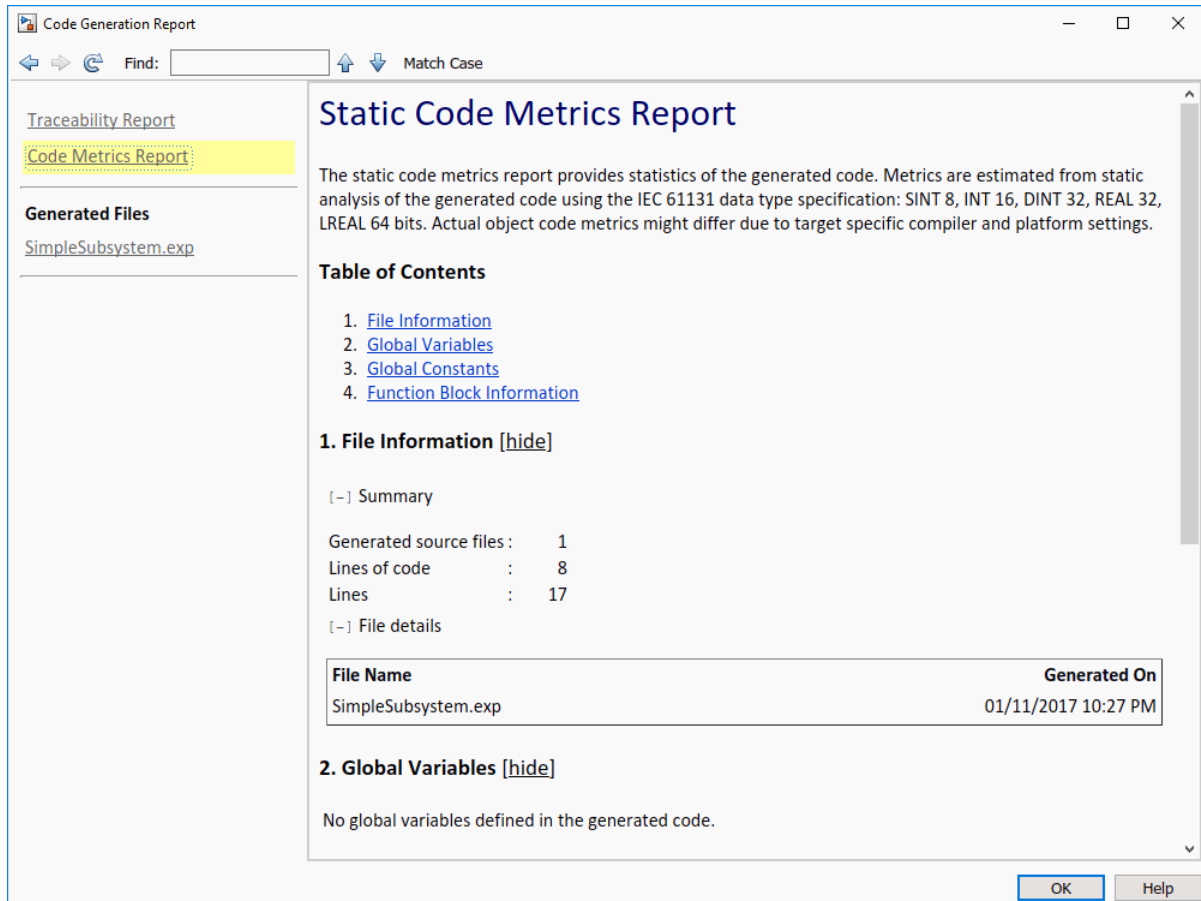 Code Generation Report
Find:
Match Case
Traceability Report
Code Metrics Report
Generated Files
SimpleSubsystem.exp
Static Code Metrics Report
The static code metrics report provides statistics of the generated code. Metrics are estimated from static
analysis of the generated code using the IEC 61131 data type specification: SINT 8, INT 16, DINT 32, REAL 32,
LREAL 64 bits. Actual object code metrics might differ due to target specific compiler and platform settings.
Table of Contents
1. File Information
2. Global Variables
3. Global Constants
4. Function Block Information
1. File Information [hide]
[-] Summary
Generated source files : 1
Lines of code : 8
Lines : 17
[-] File details
File Name Generated On
SimpleSubsystem.exp 01/11/2017 10:27 PM
2. Global Variables [hide]
No global variables defined in the generated code.
OK Help